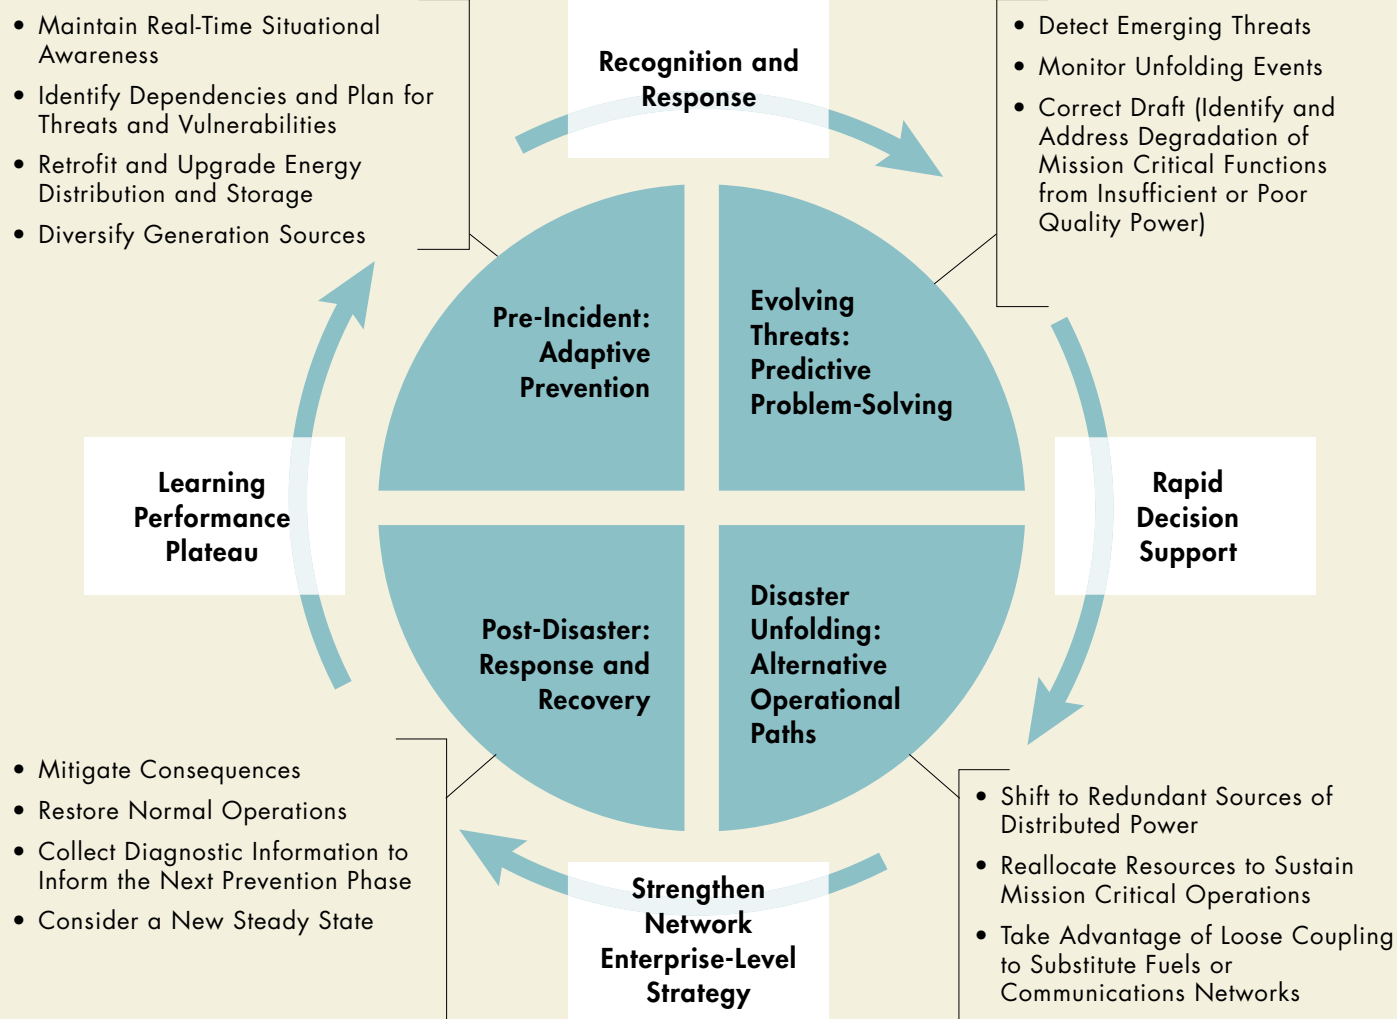 • Maintain Real-Time Situational
Awareness
• Identify Dependencies and Plan for
Threats and Vulnerabilities
• Retrofit and Upgrade Energy
Distribution and Storage
• Diversify Generation Sources
Recognition and
Response
• Detect Emerging Threats
• Monitor Unfolding Events
• Correct Draft (Identify and
Address Degradation of
Mission Critical Functions
from Insufficient or Poor
Quality Power)
Pre-Incident:
Adaptive
Prevention
Evolving
Threats:
Predictive
Problem-Solving
Learning
Performance
Plateau
Rapid
Decision
Support
Post-Disaster:
Response and
Recovery
Disaster
Unfolding:
Alternative
Operational
Paths
• Mitigate Consequences
• Restore Normal Operations
• Collect Diagnostic Information to
Inform the Next Prevention Phase
• Consider a New Steady State
Strengthen
Network
Enterprise-Level
Strategy
• Shift to Redundant Sources of
Distributed Power
• Reallocate Resources to Sustain
Mission Critical Operations
• Take Advantage of Loose Coupling
to Substitute Fuels or
Communications Networks